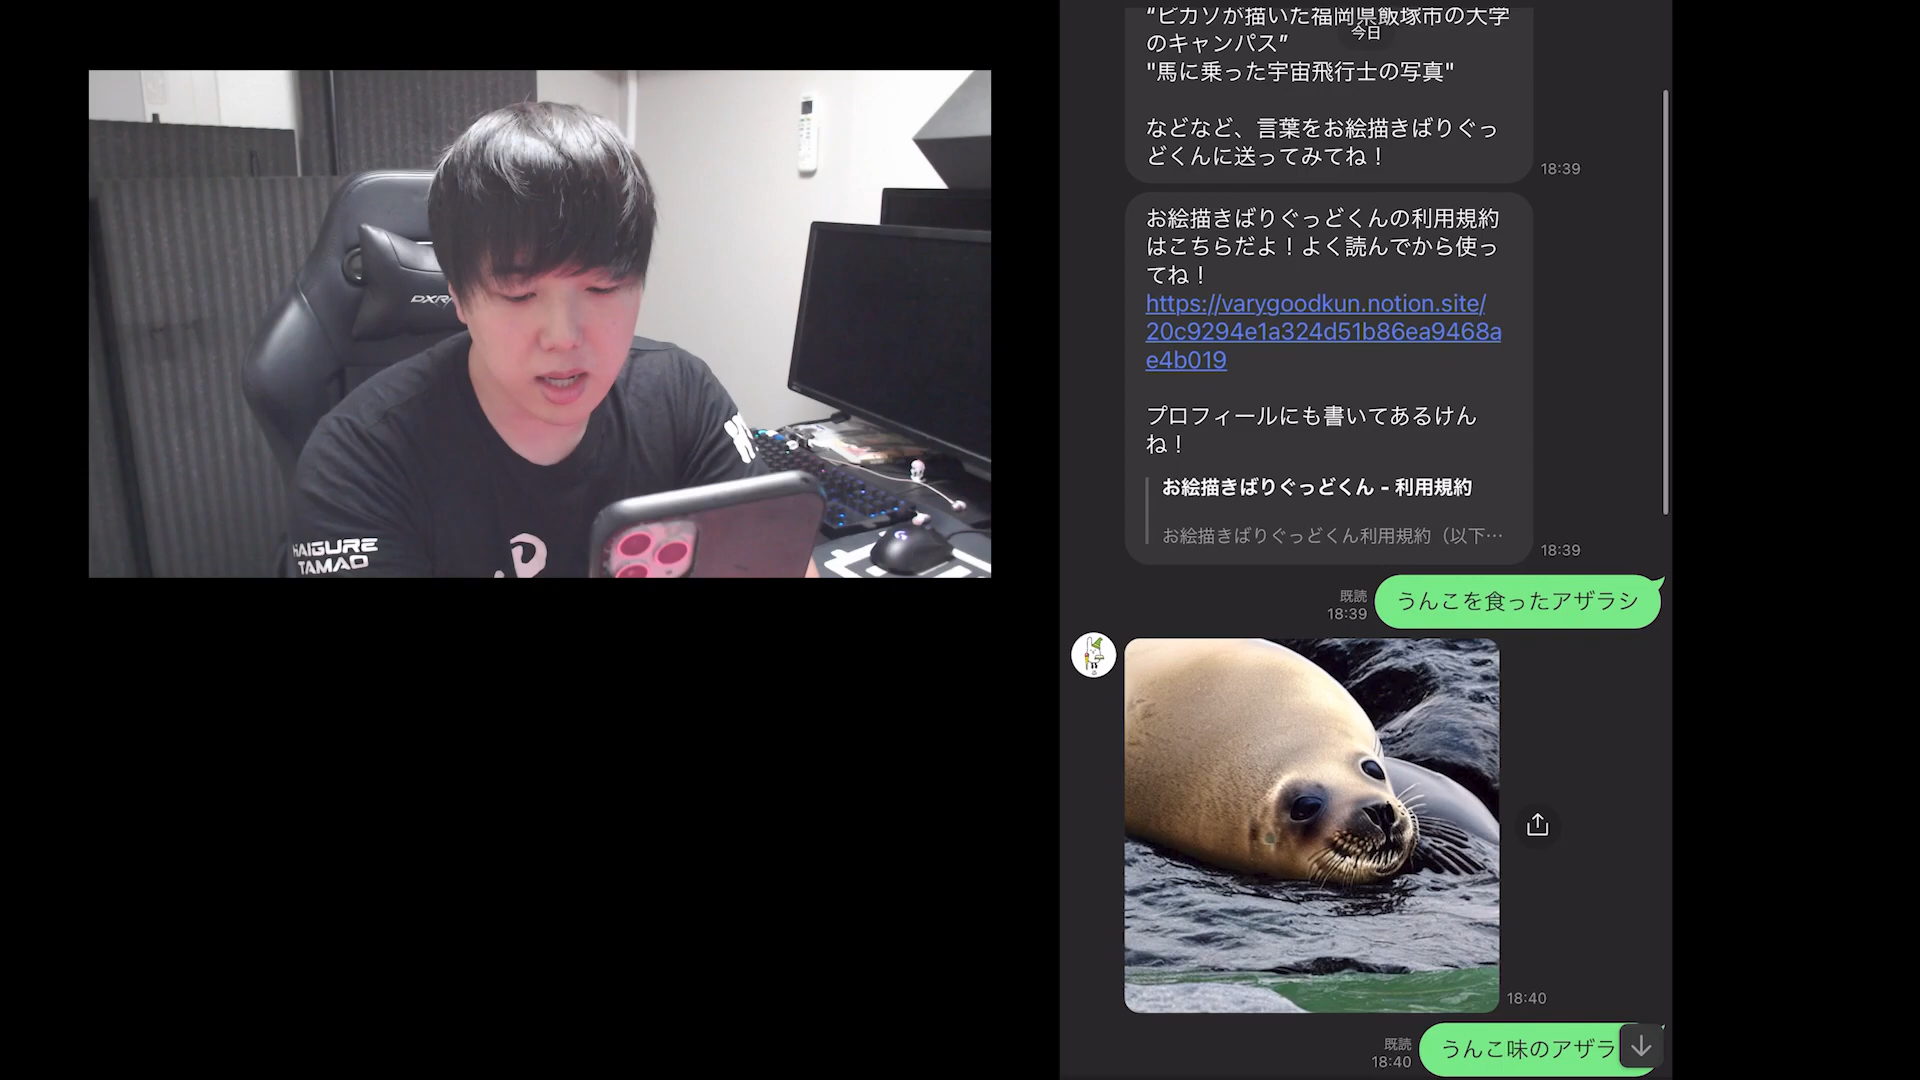 DXR
HAIGURE
TAMAO
“ピカソが描いた福岡県飯塚市の大学
のキャンパス”
"馬に乗った宇宙飛行士の写真"
今日
などなど、言葉をお絵描きばりぐっ
どくんに送ってみてね！
18:39
お絵描きばりぐっどくんの利用規約
はこちらだよ！よく読んでから使っ
てね！
https://varygoodkun.notion.site/
20c9294e1a324d51b86ea9468a
e4b019
プロフィールにも書いてあるけん
ね！
お絵描きばりぐっどくん - 利用規約
お絵描きばりぐっどくん利用規約（以下…
18:39
既読
18:39
うんこを食ったアザラシ
18:40
既読
18:40
うんこ味のアザラ